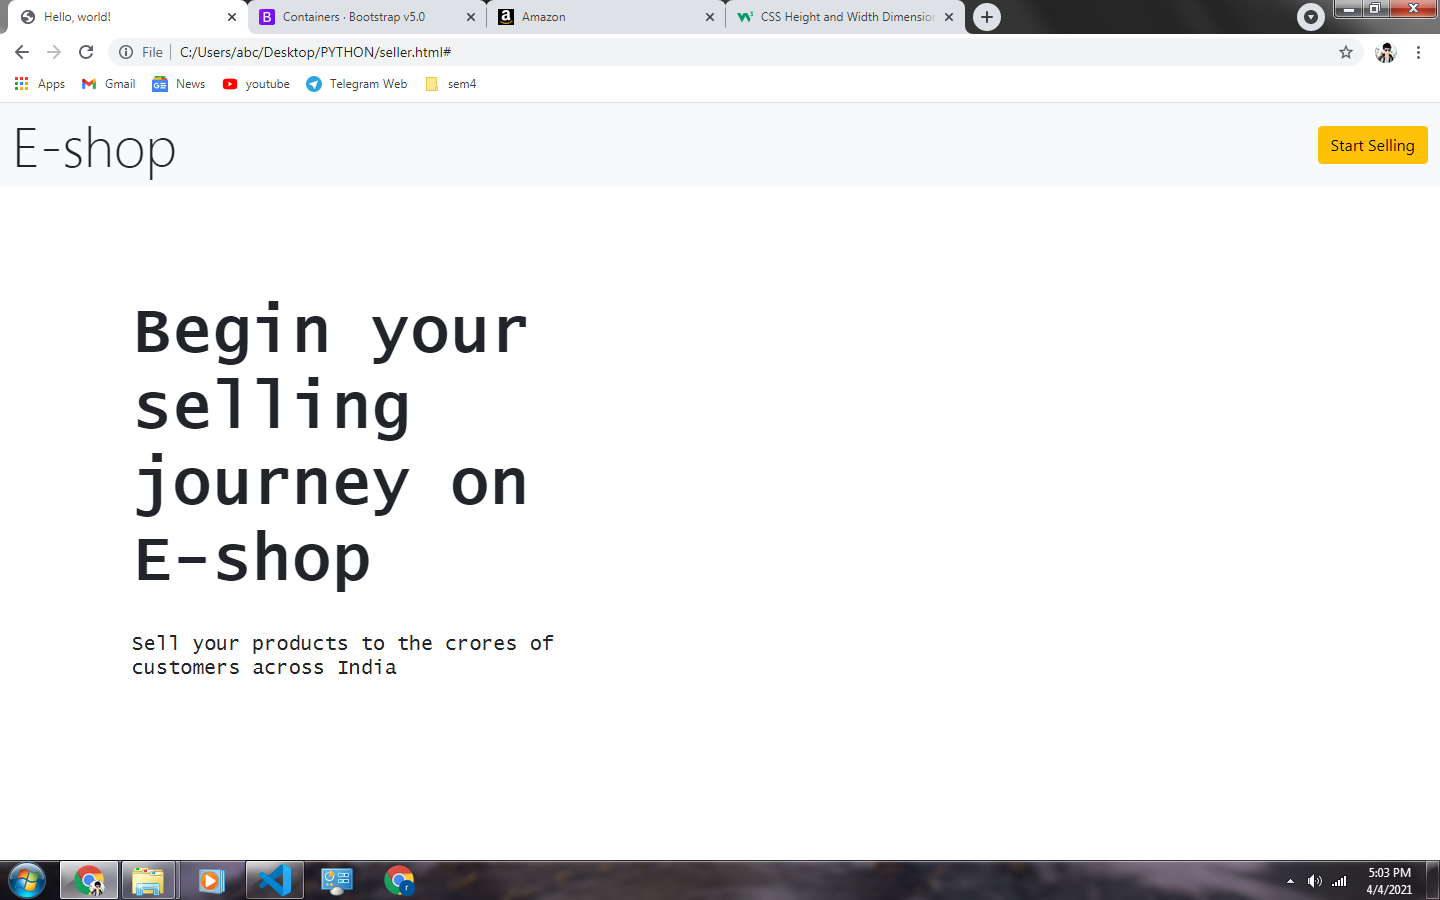 Hello, world!
Containers · Bootstrap v5.0
Amazon
CSS Height and Width Dimension
File
C:/Users/abc/Desktop/PYTHON/seller.html#
Apps
Gmail
News
youtube
Telegram Web
sem4
E-shop
Start Selling
Begin your
selling
journey on
E-shop
Sell your products to the crores of
customers across India
5:03 PM
4/4/2021